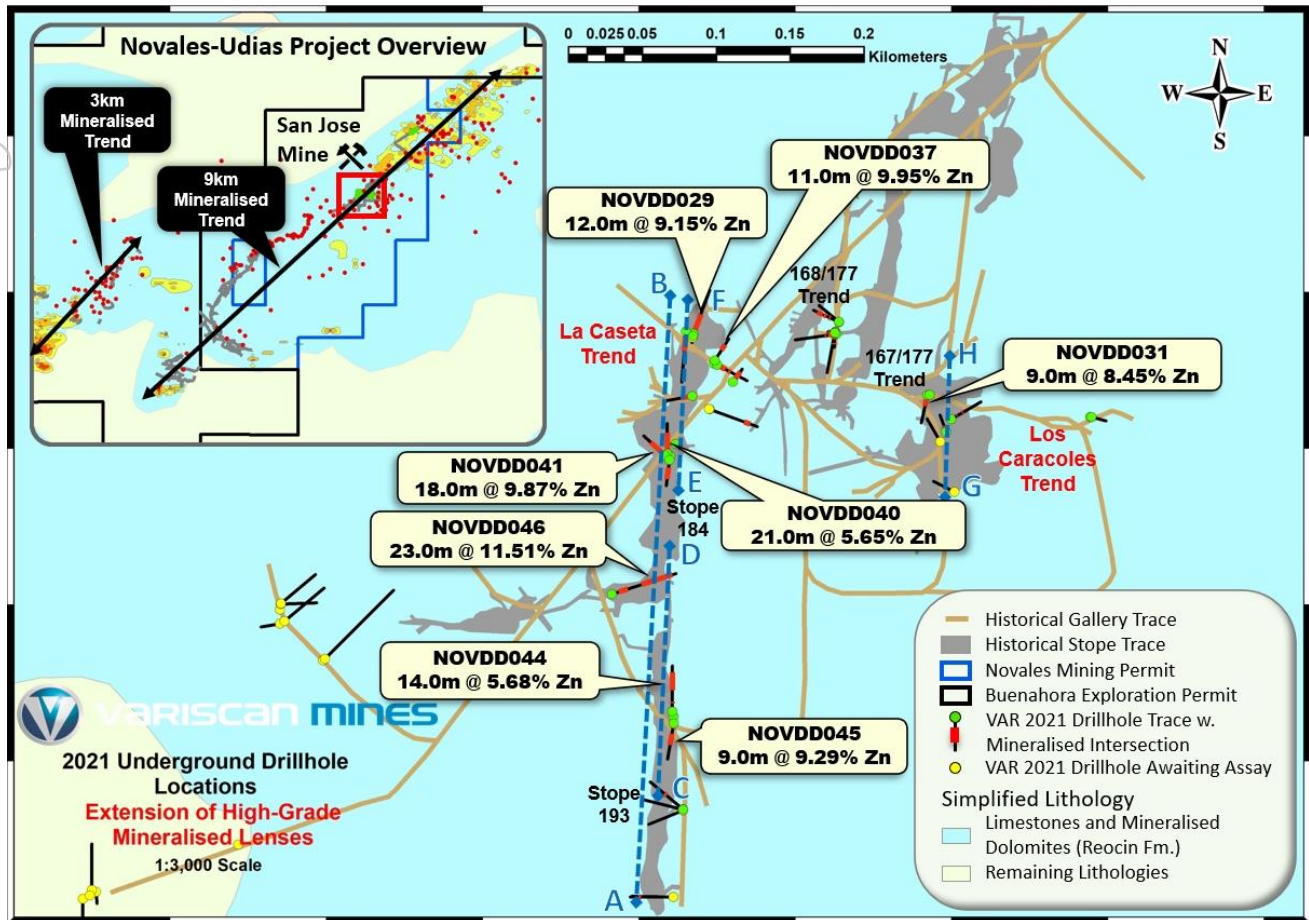 Novales-Udias Project Overview
3km
Mineralised
Trend
9km
Mineralised
Trend
San Jose
Mine
0 0.025 0.05 0.1 0.15 0.2
Kilometers
N
W E
S
NOVDD037
11.0m @ 9.95% Zn
NOVDD029
12.0m @ 9.15% Zn
B
F
168/177
Trend
La Caseta
Trend
167/177
Trend
H
NOVDD031
9.0m @ 8.45% Zn
Los
Caracoles
Trend
NOVDD041
18.0m @ 9.87% Zn
E
G
Stope
184
NOVDD040
21.0m @ 5.65% Zn
NOVDD046
23.0m @ 11.51% Zn
D
NOVDD044
14.0m @ 5.68% Zn
NOVDD045
9.0m @ 9.29% Zn
C
Stope
193
A
VARISCAN MINES
2021 Underground Drillhole
Locations
Extension of High-Grade
Mineralised Lenses
1:3,000 Scale
Historical Gallery Trace
Historical Stope Trace
Novales Mining Permit
Buenahora Exploration Permit
VAR 2021 Drillhole Trace w.
Mineralised Intersection
VAR 2021 Drillhole Awaiting Assay
Simplified Lithology
Limestones and Mineralised
Dolomites (Reocin Fm.)
Remaining Lithologies